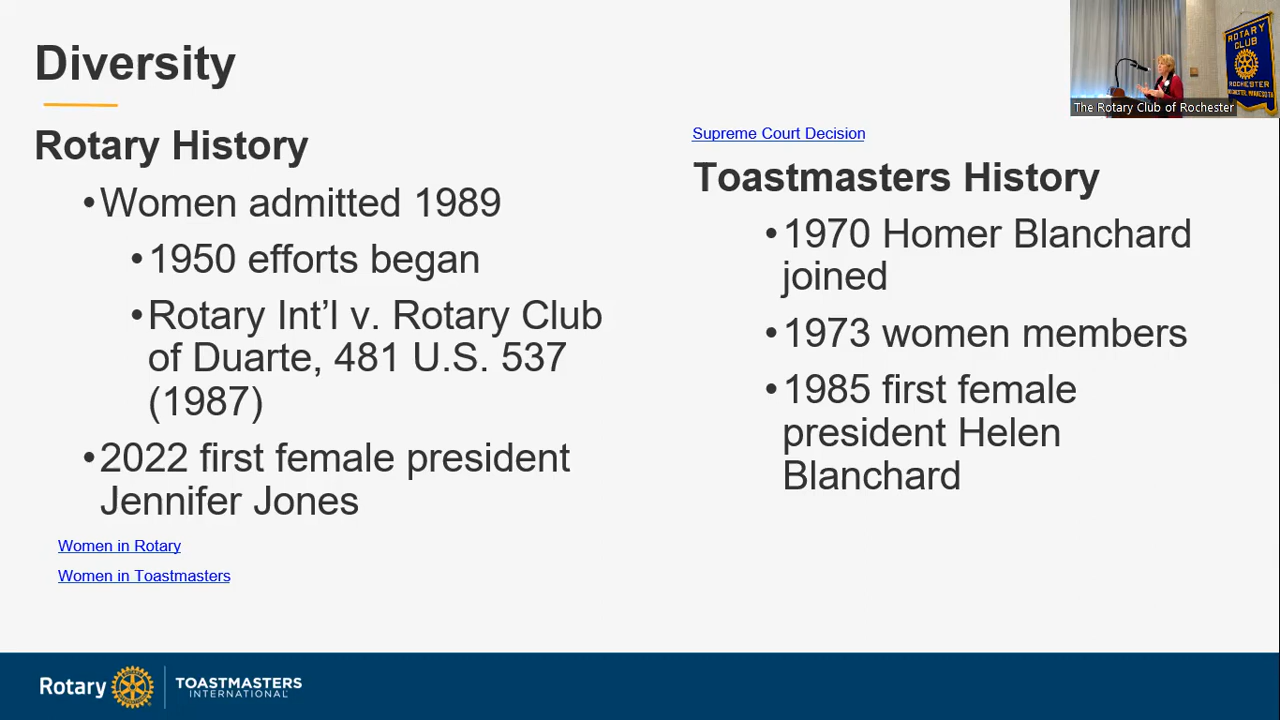 Diversity
Rotary History
•Women admitted 1989
•1950 efforts began
•Rotary Int'l v. Rotary Club
of Duarte, 481 U.S. 537
(1987)
•2022 first female president
Jennifer Jones
Women in Rotary
Women in Toastmasters
Supreme Court Decision
Toastmasters History
•1970 Homer Blanchard
joined
•1973 women members
•1985 first female
president Helen
Blanchard
ROTARY
CLUB
ROCHESTER
The Rotary Club of Rochester
Rotary
TOASTMASTERS
INTERNATIONAL